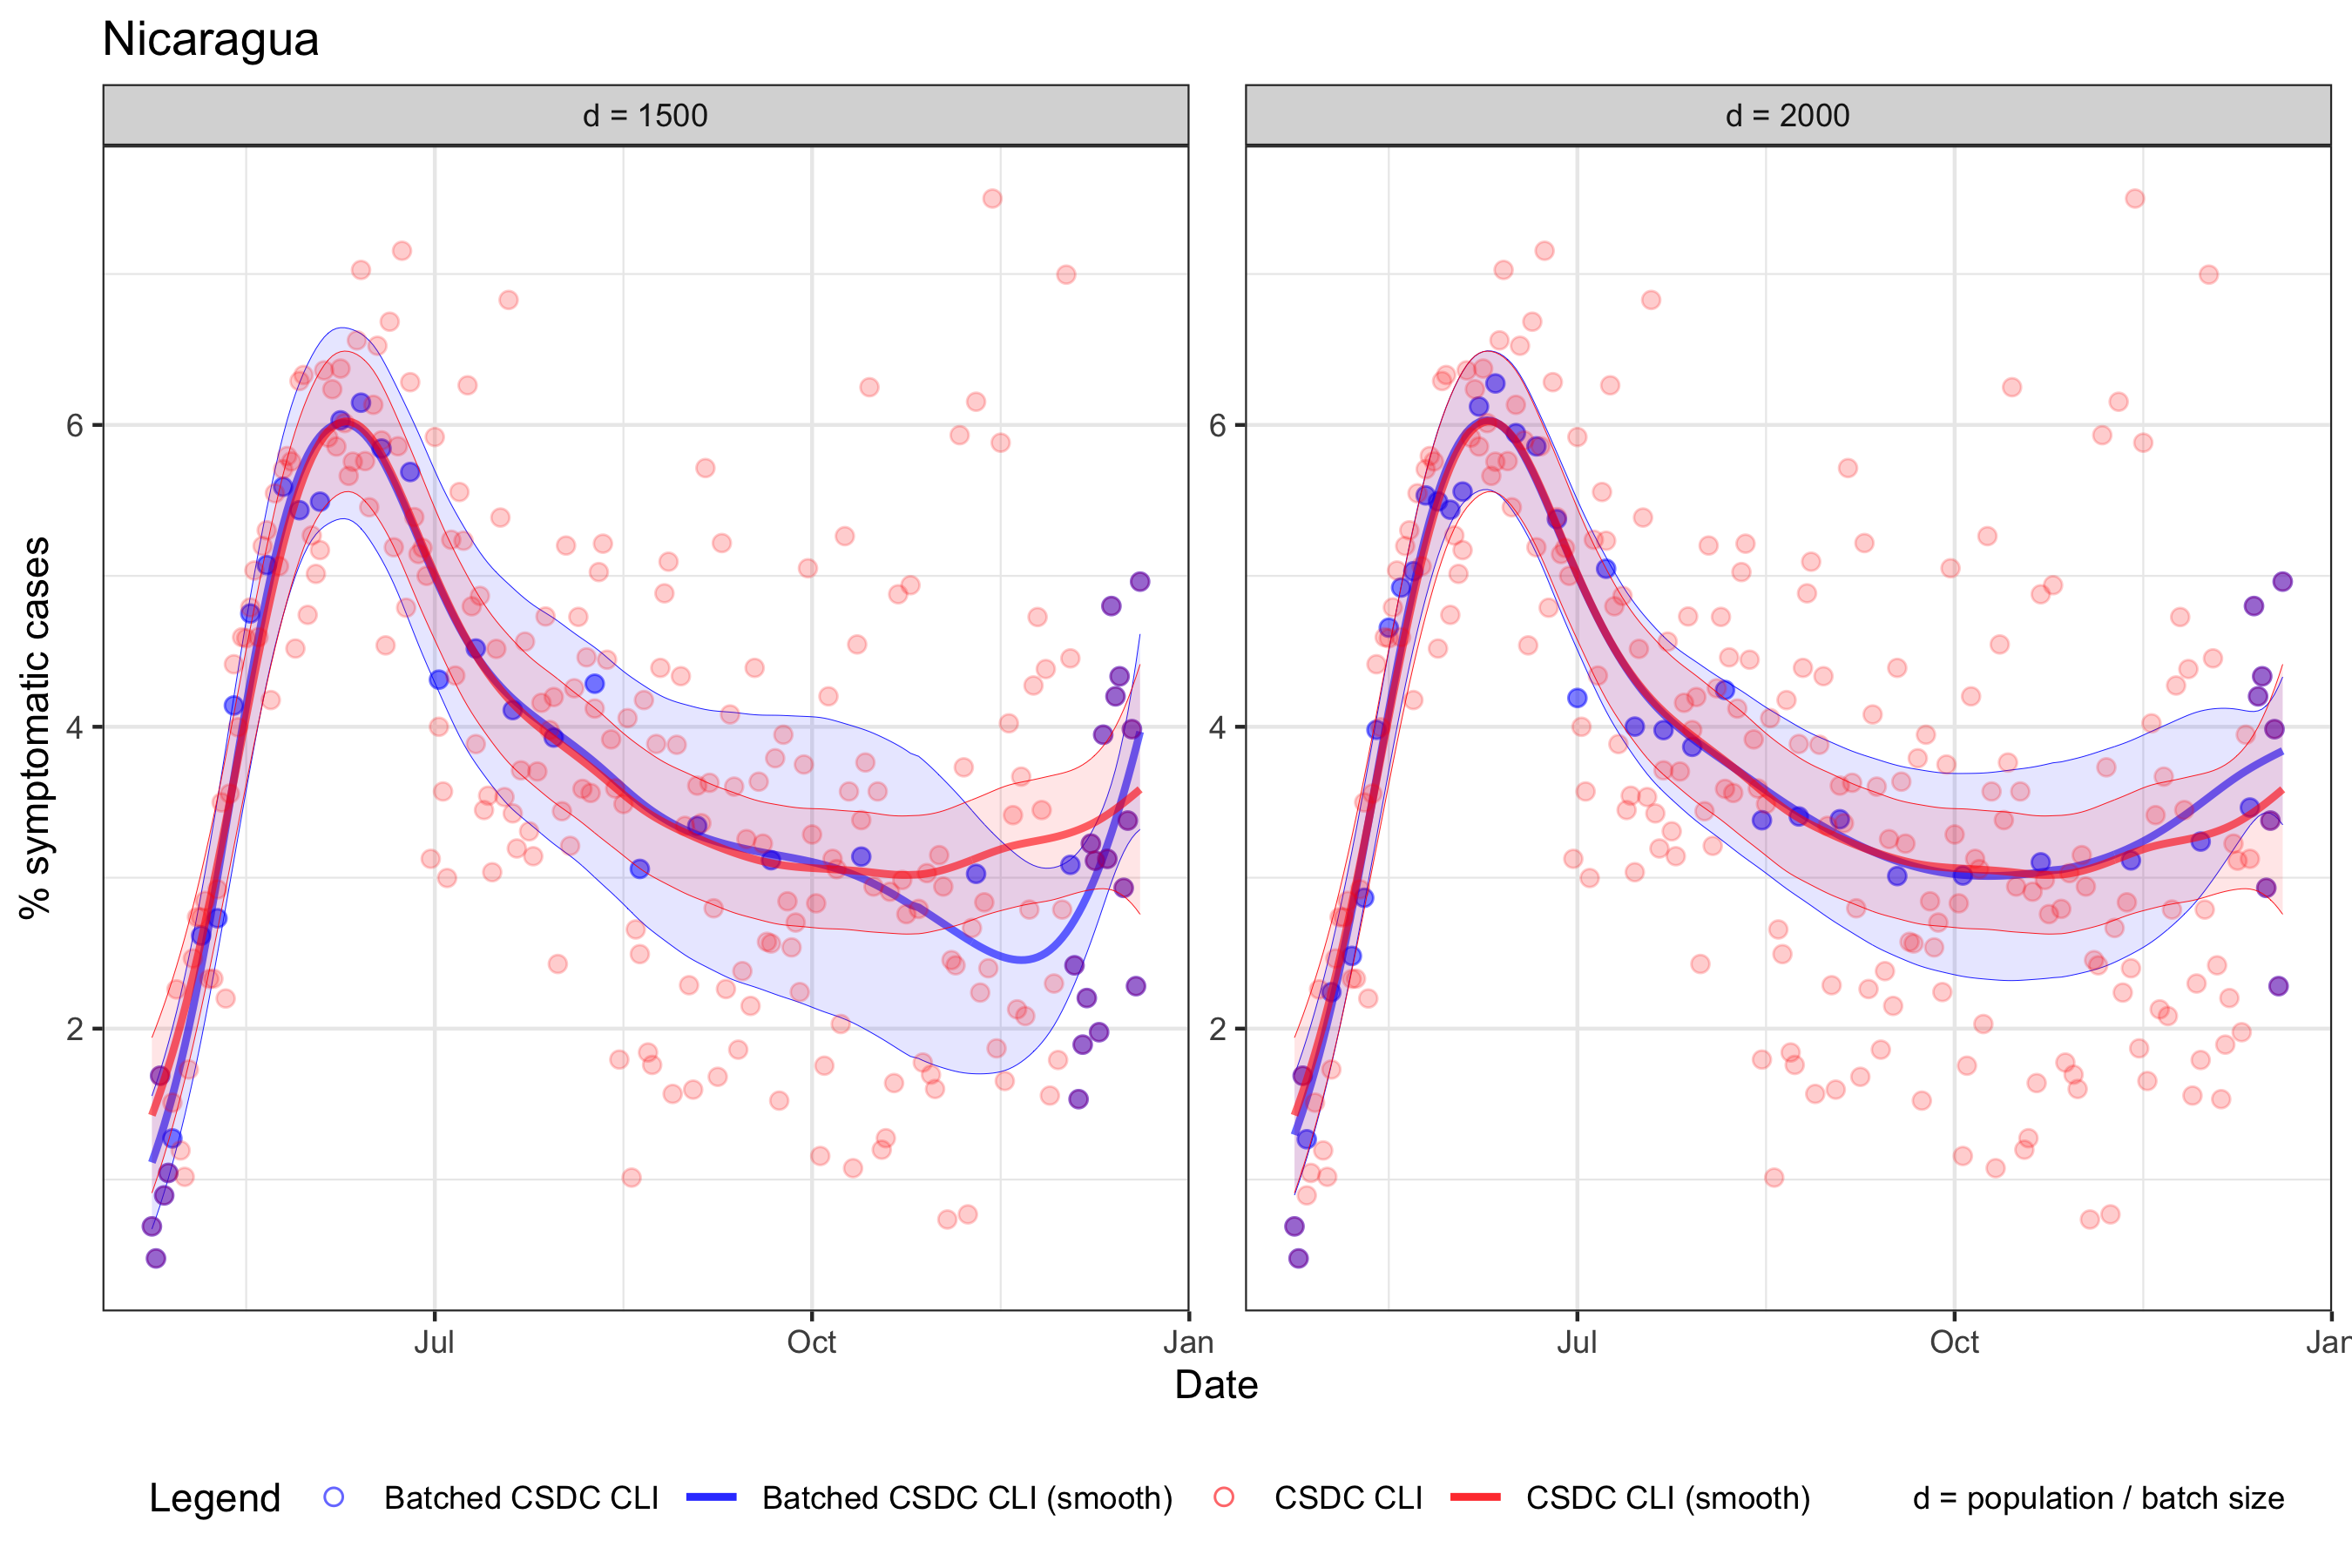 Nicaragua
d = 1500
d = 2000
% symptomatic cases
6
4
2
6
4
2
Jul
Oct
Jan
Jul
Oct
Jan
Date
Legend
Batched CSDC CLI
Batched CSDC CLI (smooth)
CSDC CLI
CSDC CLI (smooth)
d = population / batch size